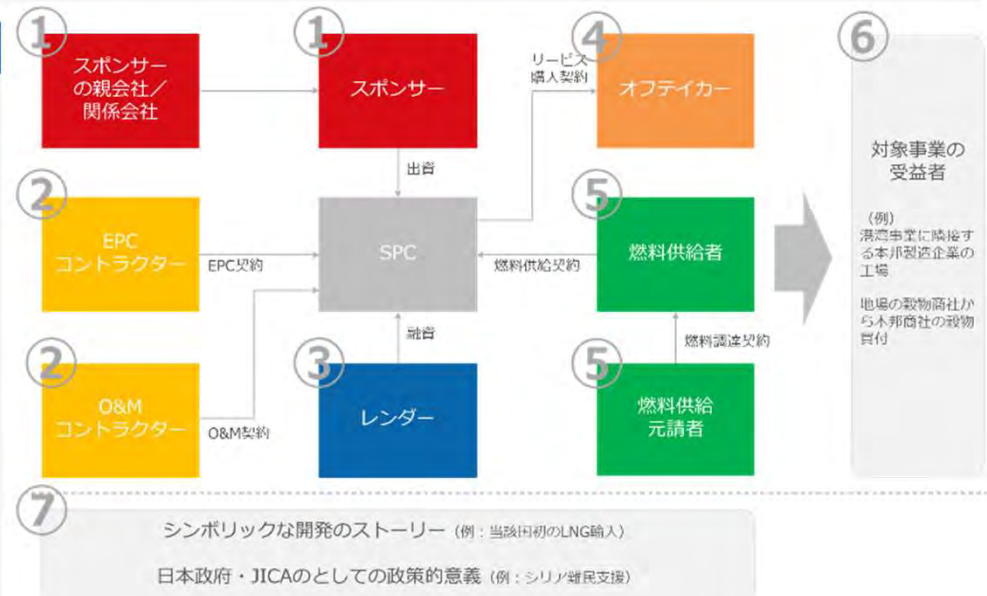 ①
スポンサー
の親会社／
関係会社
①
スポンサー
リービス
購入契約
④
オフテイカー
⑥
対象事業の
受益者
（例）
港湾事業に隣接す
る本邦製造企業の
工場
地場の穀物商社か
ら本邦商社の穀物
買付
出資
②
EPC
コントラクター
EPC契約
SPC
燃料供給契約
⑤
燃料供給者
融資
燃料調達契約
②
O&M
コントラクター
O&M契約
③
レンダー
⑤
燃料供給
元請者
⑦
シンボリックな開発のストーリー（例：当該国初のLNG輸入）
日本政府・JICAのとしての政策的意義（例：シリア難民支援）